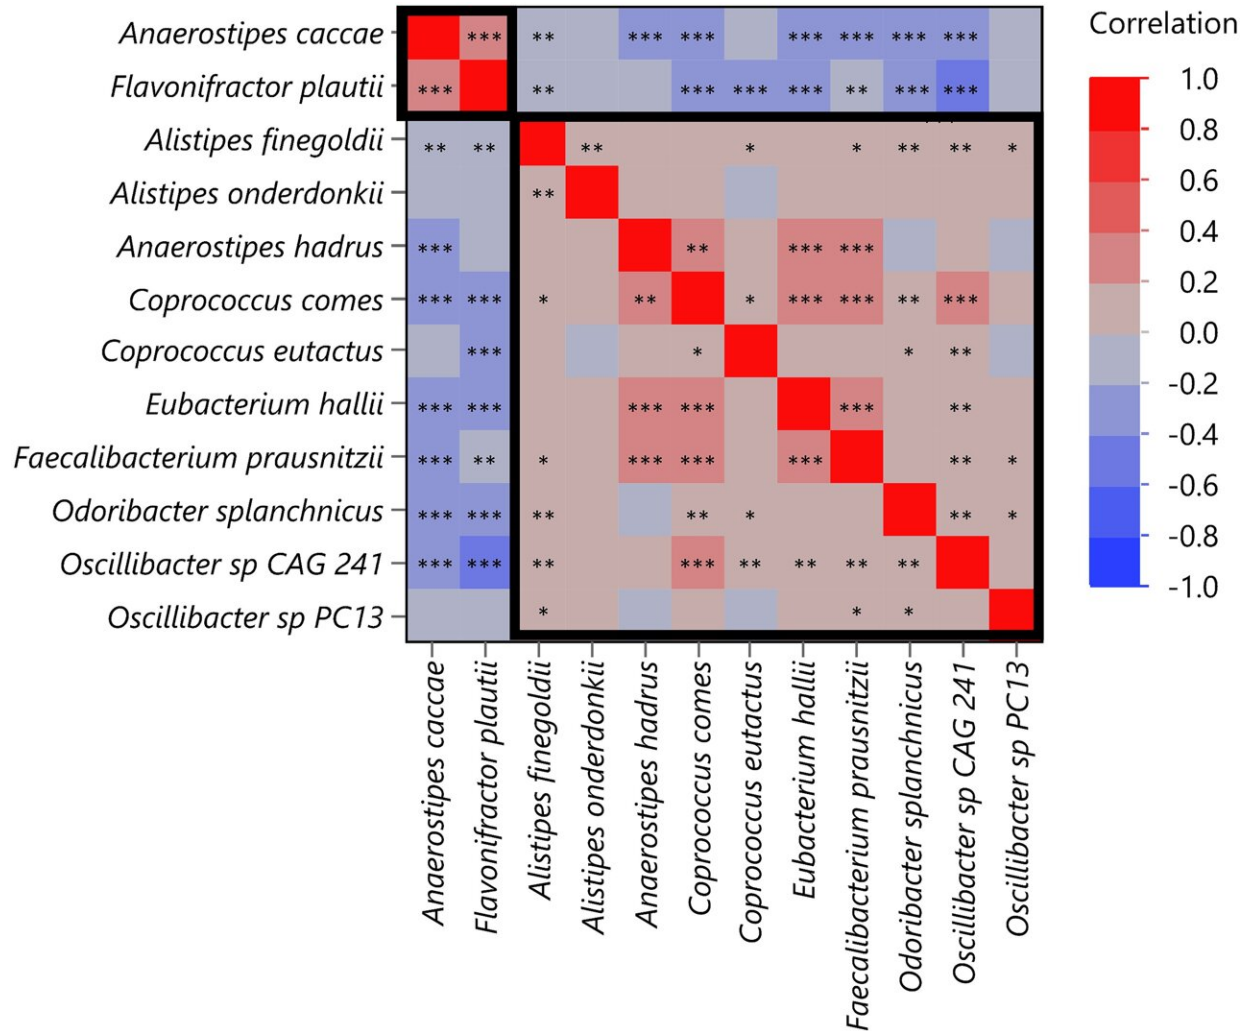 Correlation
Anaerostipes caccae *** ** *** *** *** *** *** ***
Flavonifractor plautii *** ** *** *** *** ** *** ***
Alistipes finegoldii ** ** ** * * ** ** *
Alistipes onderdonkii **
Anaerostipes hadrus *** ** *** ***
Coprococcus comes *** *** * ** * *** *** ** ***
Coprococcus eutactus *** * * **
Eubacterium hallii *** *** *** *** *** **
Faecalibacterium prausnitzii *** ** * *** *** *** ** *
Odoribacter splanchnicus *** *** ** ** * ** *
Oscillibacter sp CAG 241 *** *** ** *** ** ** ** **
Oscillibacter sp PC13 * * *
1.0
0.8
0.6
0.4
0.2
0.0
-0.2
-0.4
-0.6
-0.8
-1.0
Anaerostipes caccae
Flavonifractor plautii
Alistipes finegoldii
Alistipes onderdonkii
Anaerostipes hadrus
Coprococcus comes
Coprococcus eutactus
Eubacterium hallii
Faecalibacterium prausnitzii
Odoribacter splanchnicus
Oscillibacter sp CAG 241
Oscillibacter sp PC13